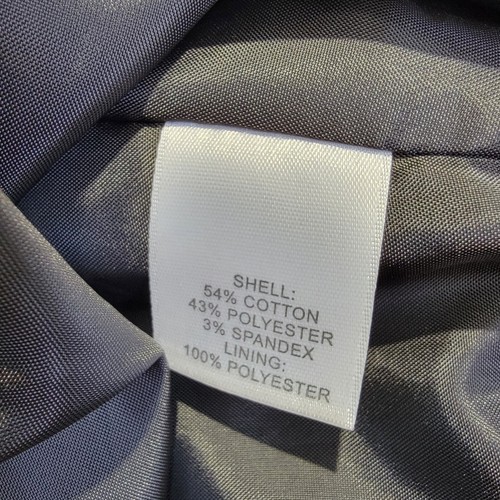 SHELL:
54% COTTON
43% POLYESTER
3% SPANDEX
LINING:
100% POLYESTER